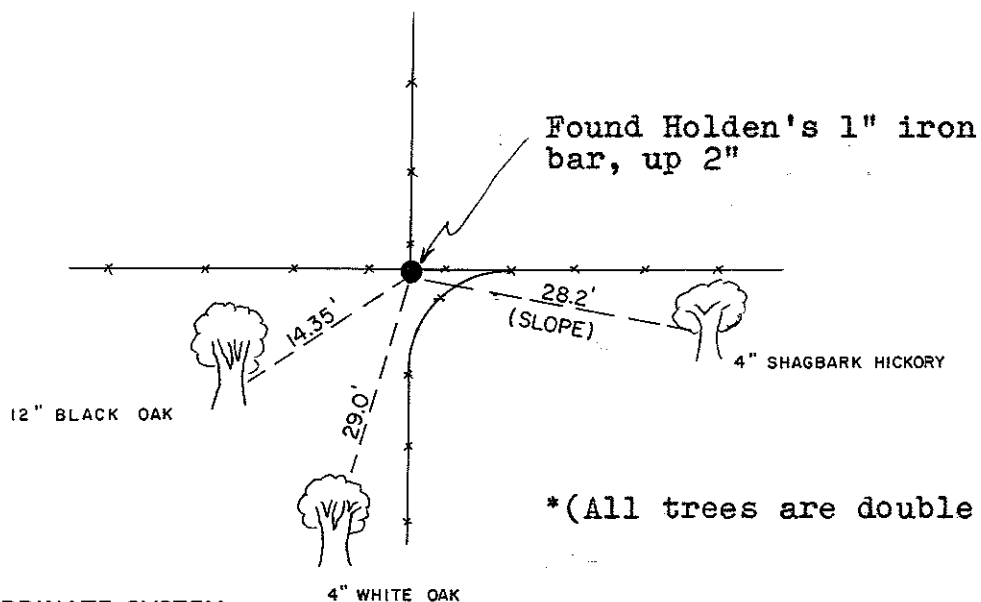 Found Holden's 1" iron
bar, up 2"
28.2'
(SLOPE)
14.35'
4" SHAGBARK HICKORY
12" BLACK OAK
29.0'
*(All trees are double
4" WHITE OAK